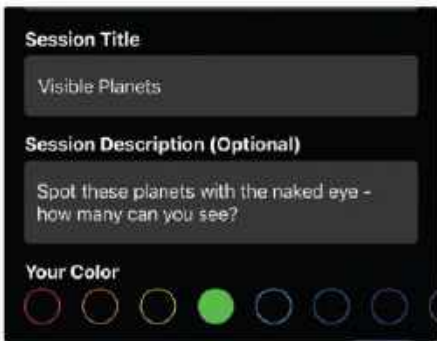 Session Title
Visible Planets
Session Description (Optional)
Spot these planets with the naked eye -
how many can you see?
Your Color